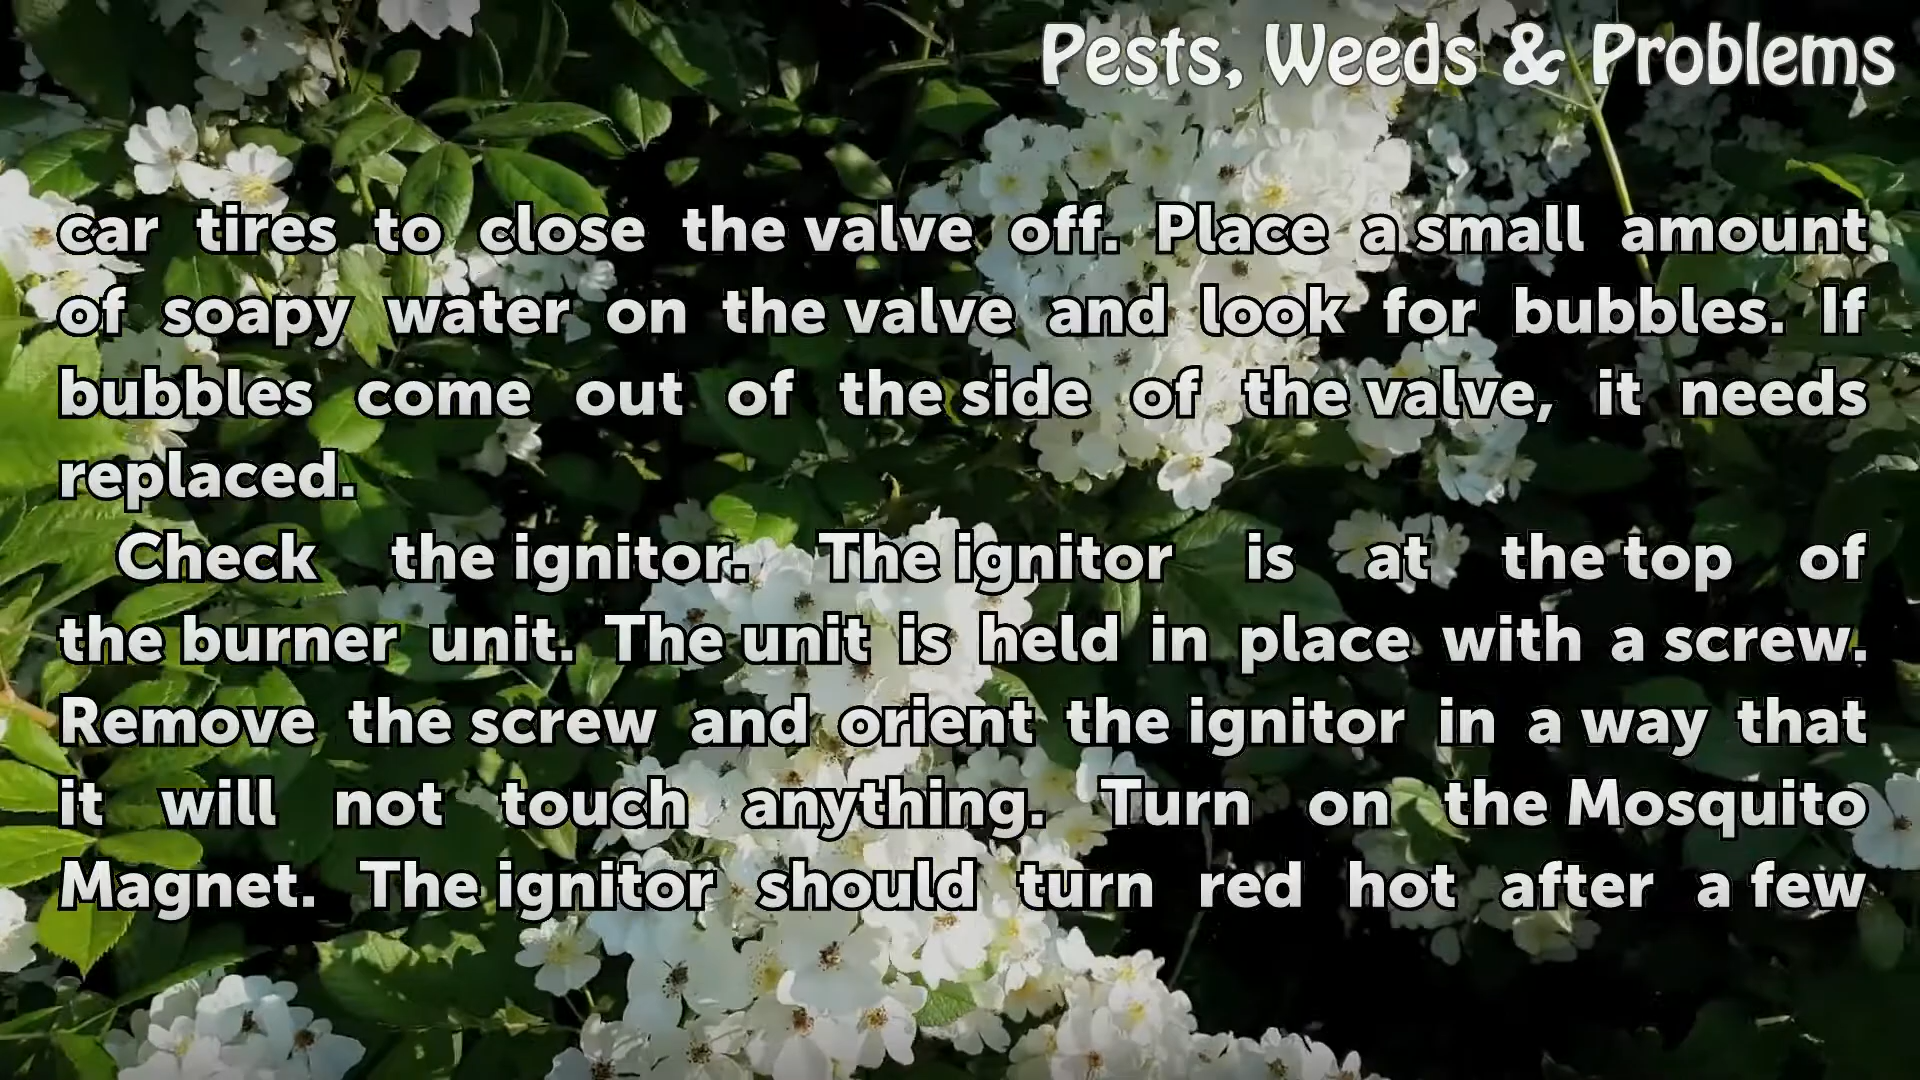 Pests, Weeds & Problems
car tires to close the valve off. Place a small amount
of soapy water on the valve and look for bubbles. If
bubbles come out of the side of the valve, it needs
replaced.
Check the ignitor. The ignitor is at the top of
the burner unit. The unit is held in place with a screw.
Remove the screw and orient the ignitor in a way that
it will not touch anything. Turn on the Mosquito
Magnet. The ignitor should turn red hot after a few